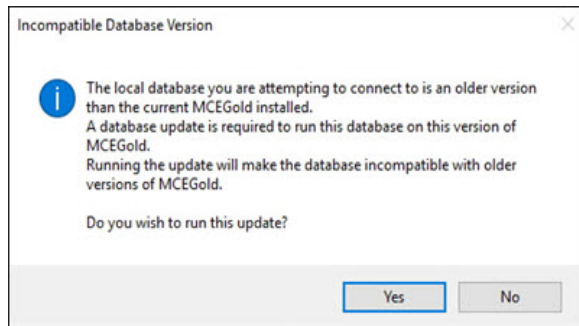 Incompatible Database Version
The local database you are attempting to connect to is an older version
than the current MCEGold installed.
A database update is required to run this database on this version of
MCEGold.
Running the update will make the database incompatible with older
versions of MCEGold.
Do you wish to run this update?
Yes No